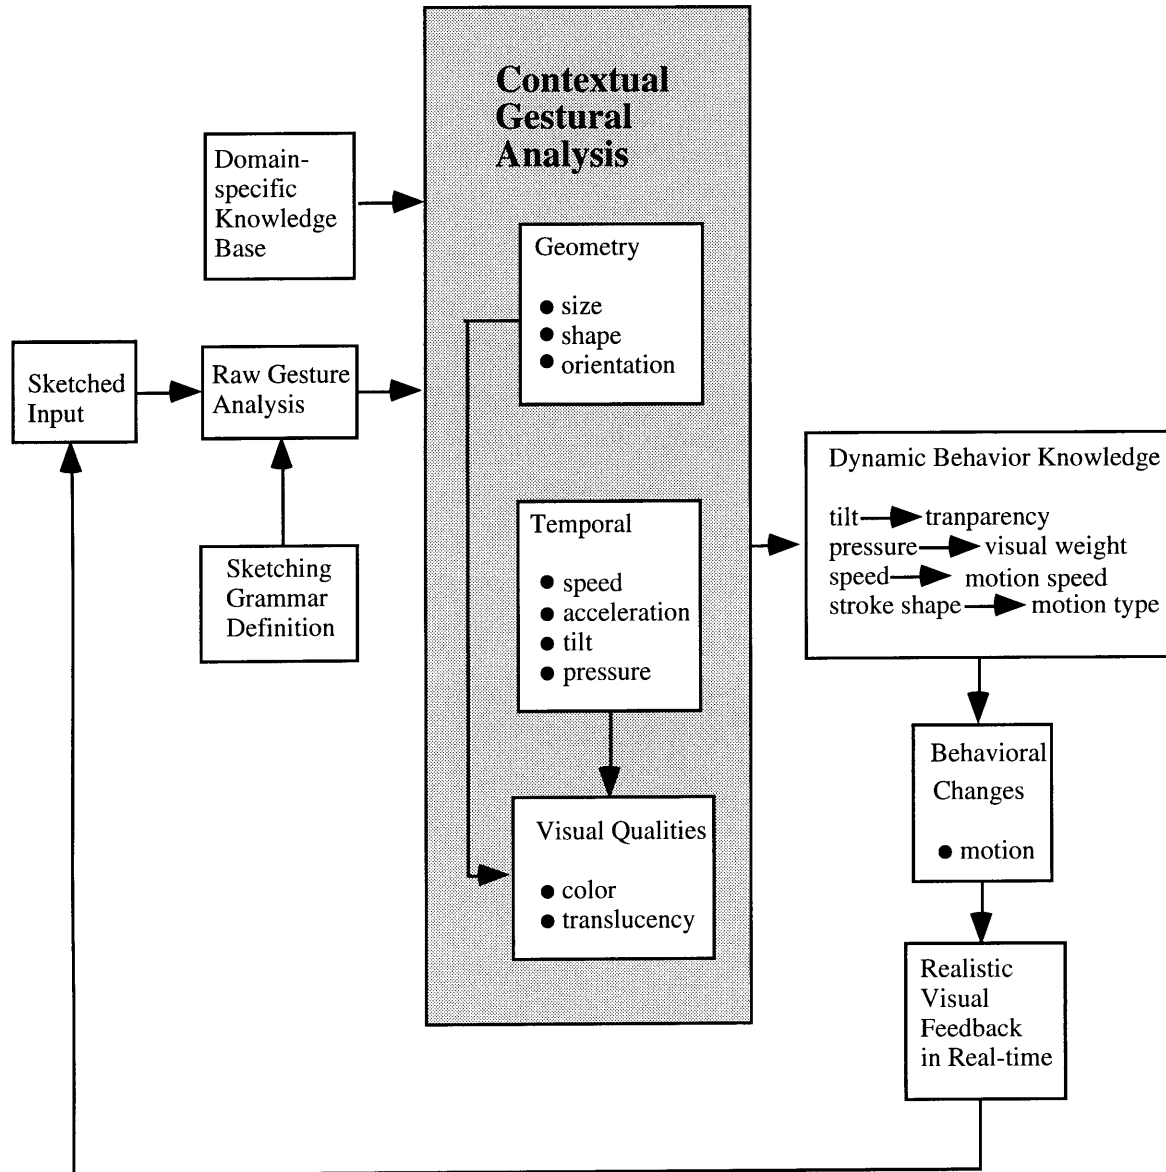 Contextual
Gestural
Analysis
Domain-
specific
Knowledge
Base
Geometry
● size
● shape
● orientation
Sketched
Input
Raw Gesture
Analysis
Sketching
Grammar
Definition
Temporal
● speed
● acceleration
● tilt
● pressure
Visual Qualities
● color
● translucency
Dynamic Behavior Knowledge
tilt → tranparency
pressure → visual weight
speed → motion speed
stroke shape → motion type
Behavioral
Changes
● motion
Realistic
Visual
Feedback
in Real-time